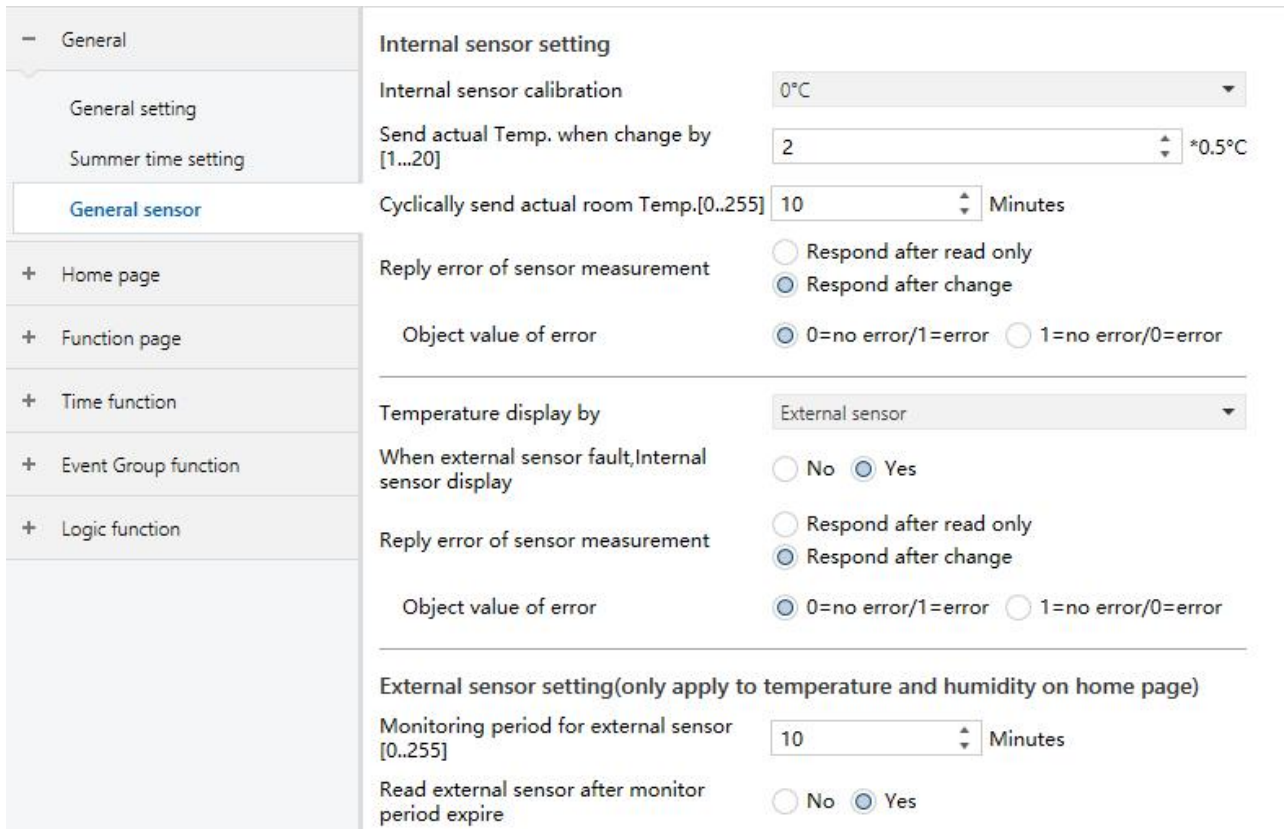 General
General setting
Summer time setting
General sensor
Home page
Function page
Time function
Event Group function
Logic function
Internal sensor setting
Internal sensor calibration
0°C
Send actual Temp. when change by
[1...20]
2
*0.5°C
Cyclically send actual room Temp.[0..255]
10
Minutes
Reply error of sensor measurement
Respond after read only
Respond after change
Object value of error
0=no error/1=error
1=no error/0=error
Temperature display by
External sensor
When external sensor fault,Internal
sensor display
No
Yes
Reply error of sensor measurement
Respond after read only
Respond after change
Object value of error
0=no error/1=error
1=no error/0=error
External sensor setting(only apply to temperature and humidity on home page)
Monitoring period for external sensor
[0..255]
10
Minutes
Read external sensor after monitor
period expire
No
Yes